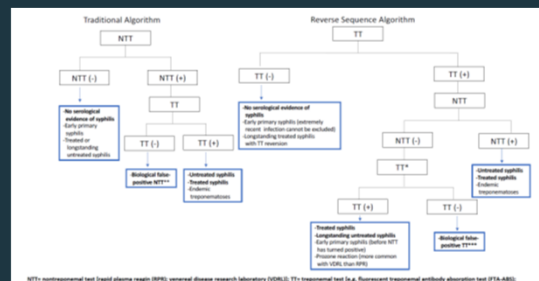 Traditional Algorithm
NTT
NTT (-)
NTT (+)
-No serological
evidence of syphilis
-Early primary
syphilis
-Treated or
longstanding
untreated syphilis
TT
TT (-)
TT (+)
-Biological false-
positive NTT**
-Untreated syphilis
-Treated syphilis
-Endemic
treponematoses
Reverse Sequence Algorithm
TT
TT (-)
TT (+)
-No serological evidence of
syphilis
-Early primary syphilis (extremely
recent infection cannot be excluded)
-Longstanding treated syphilis
with TT reversion
NTT
NTT (-)
NTT (+)
TT*
-Untreated syphilis
-Treated syphilis
-Endemic
treponematoses
TT (+)
TT (-)
-Treated syphilis
-Longstanding untreated syphilis
-Early primary syphilis (before NTT
has turned positive)
-Prozone reaction (more common
with VDRL than RPR)
-Biological false-
positive TT***
NTT= nontreponemal test (rapid plasma reagin (RPR); venereal disease research laboratory (VDRL)); TT= treponemal test (e.g. fluorescent treponemal antibody absorption test (FTA-ABS);